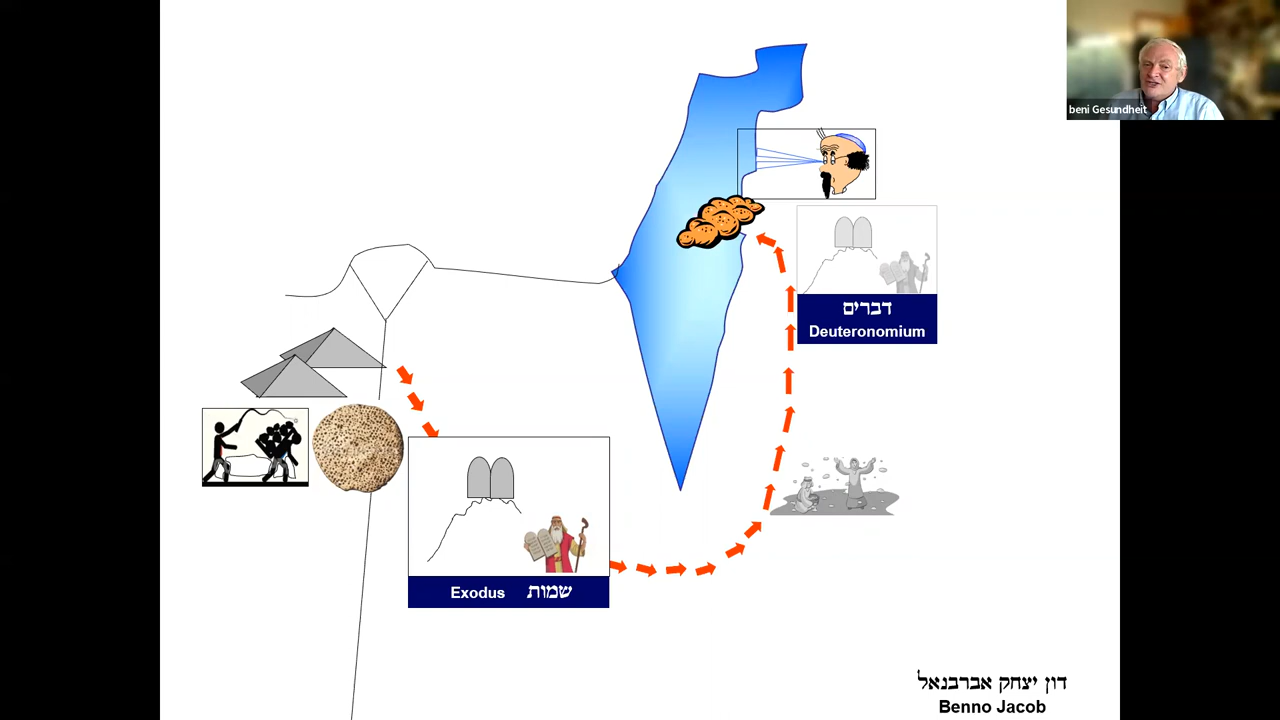 beni Gesundheit
דברים
Deuteronomium
Exodus שמות
דון יצחק אברבנאל
Benno Jacob